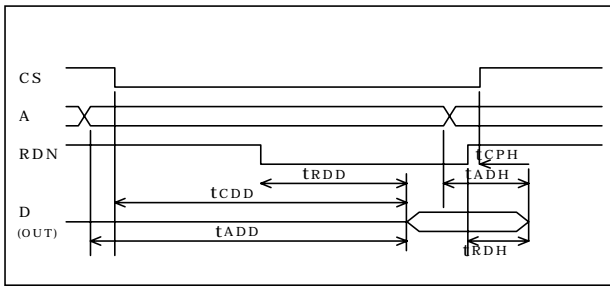 CS
A
RDN
tCPH
tRDD
tADH
tCDD
D
(OUT)
tADD
tRDH